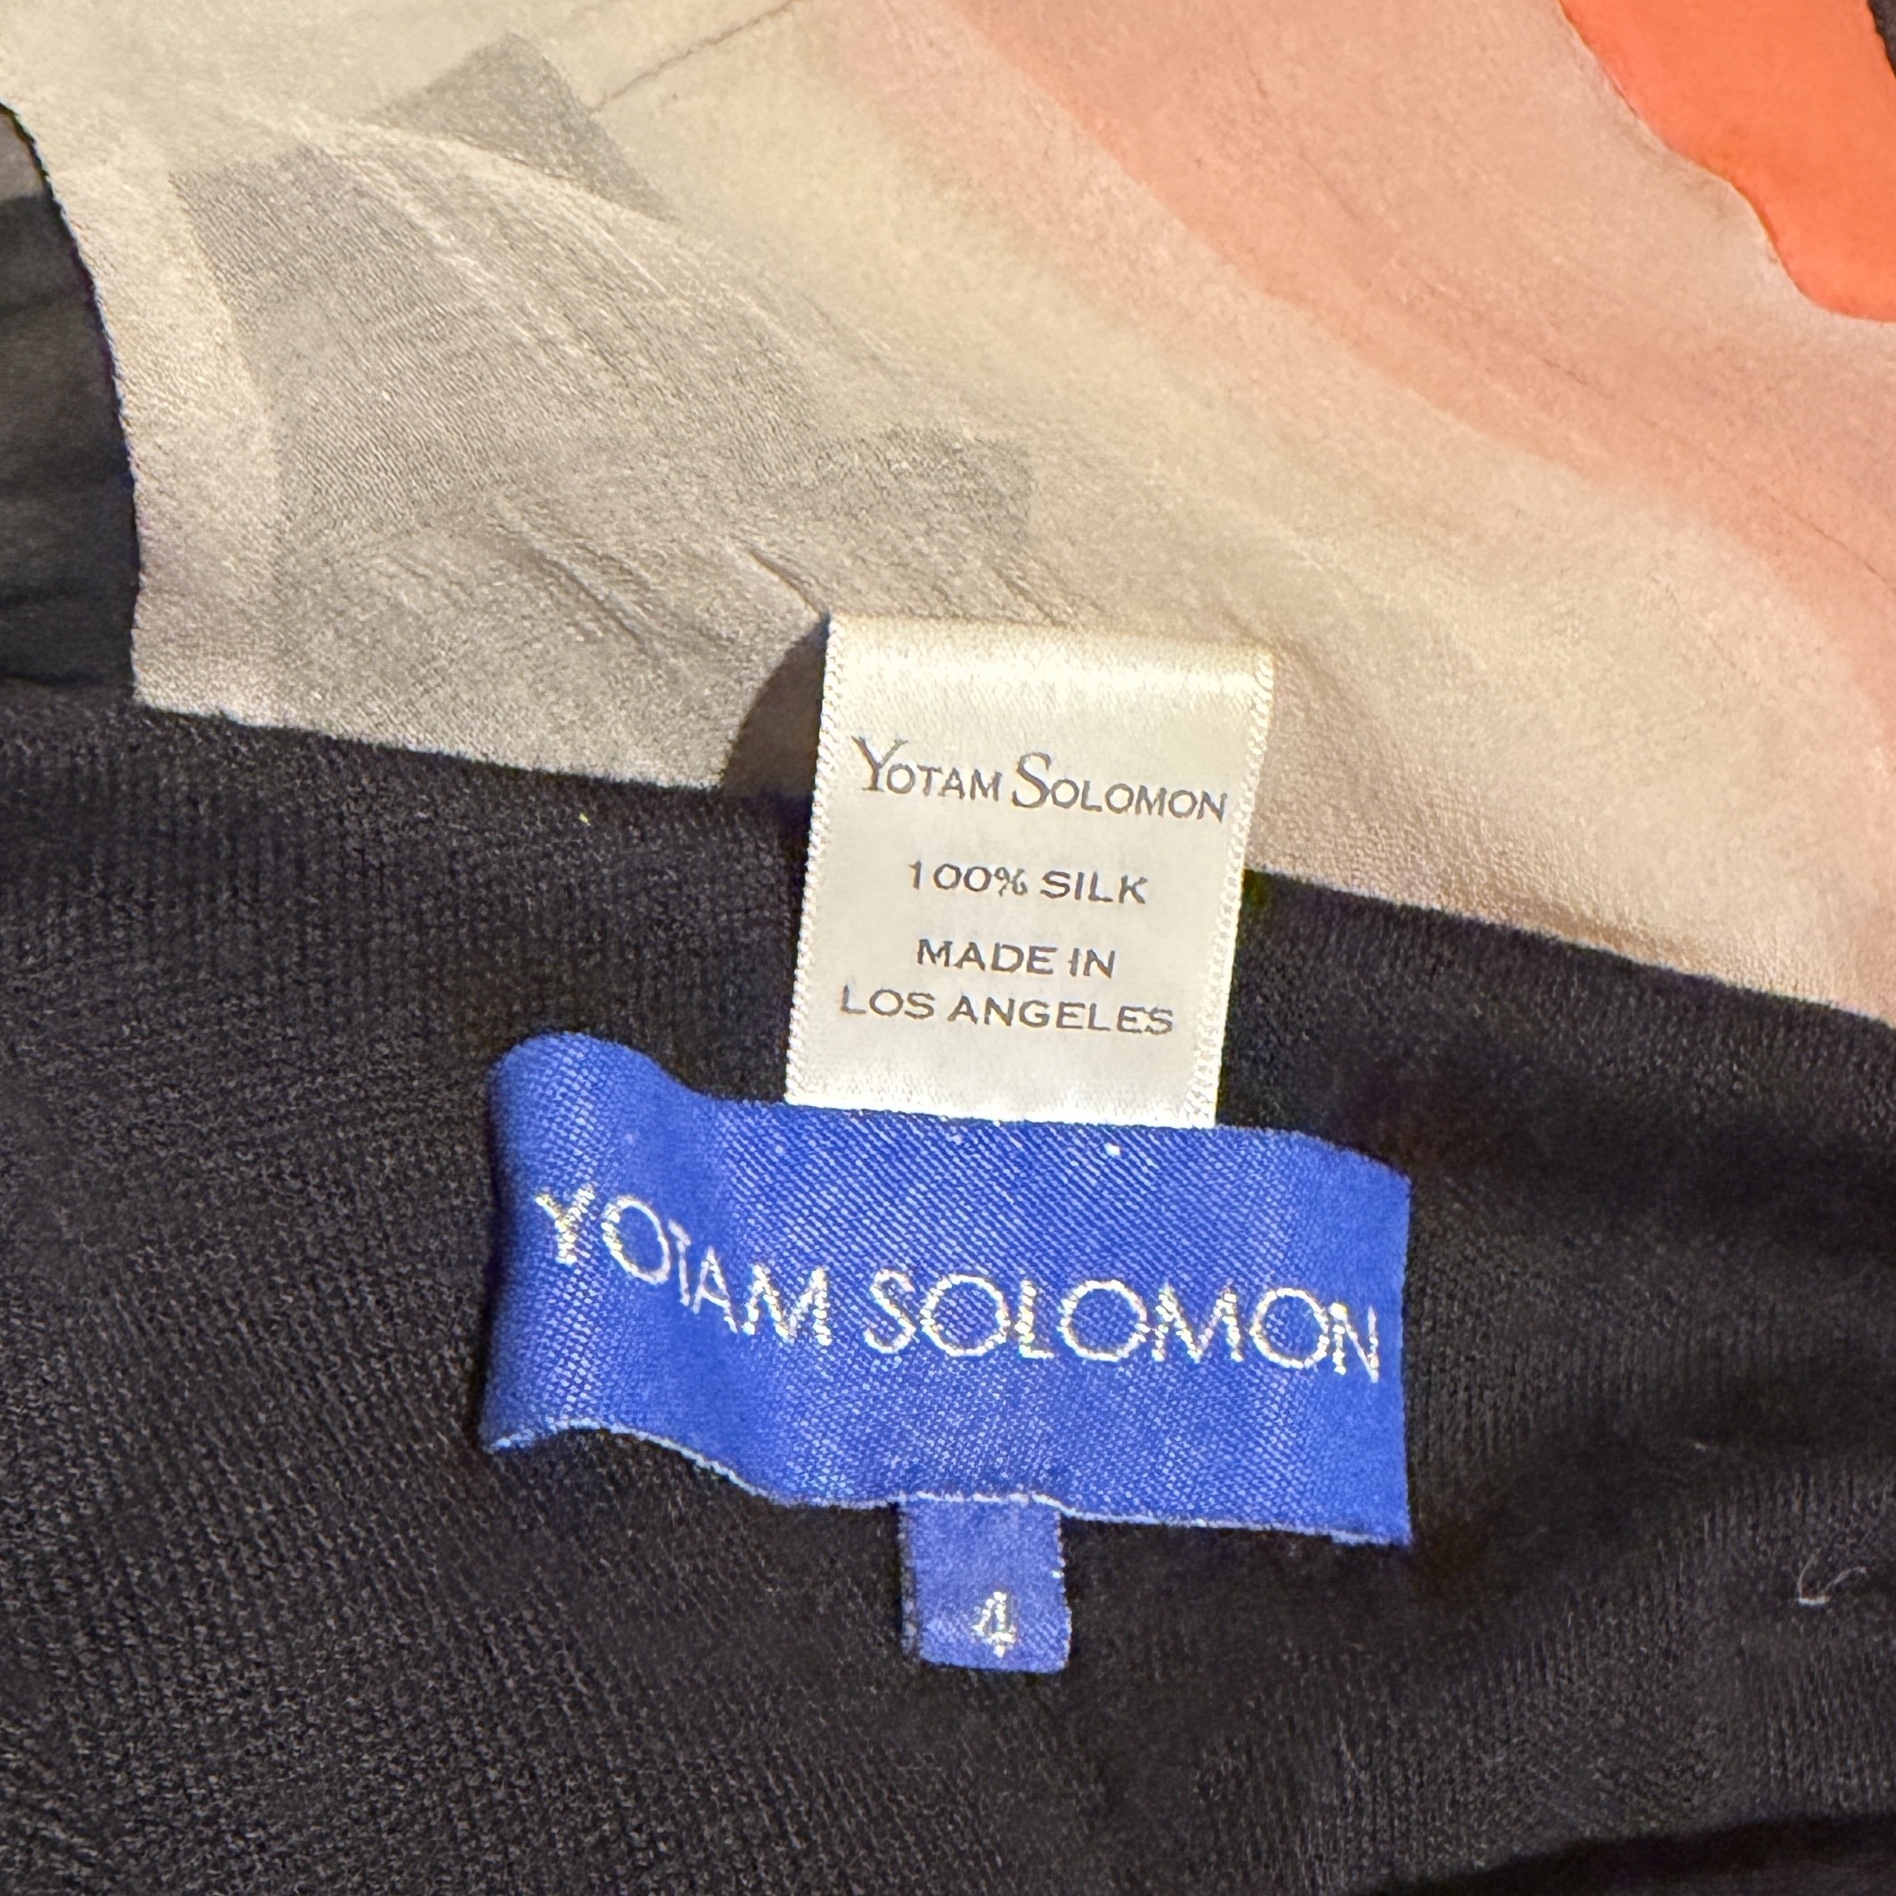 YOTAM SOLOMON
100% SILK
MADE IN
LOS ANGELES
YOTAM SOLOMON
4